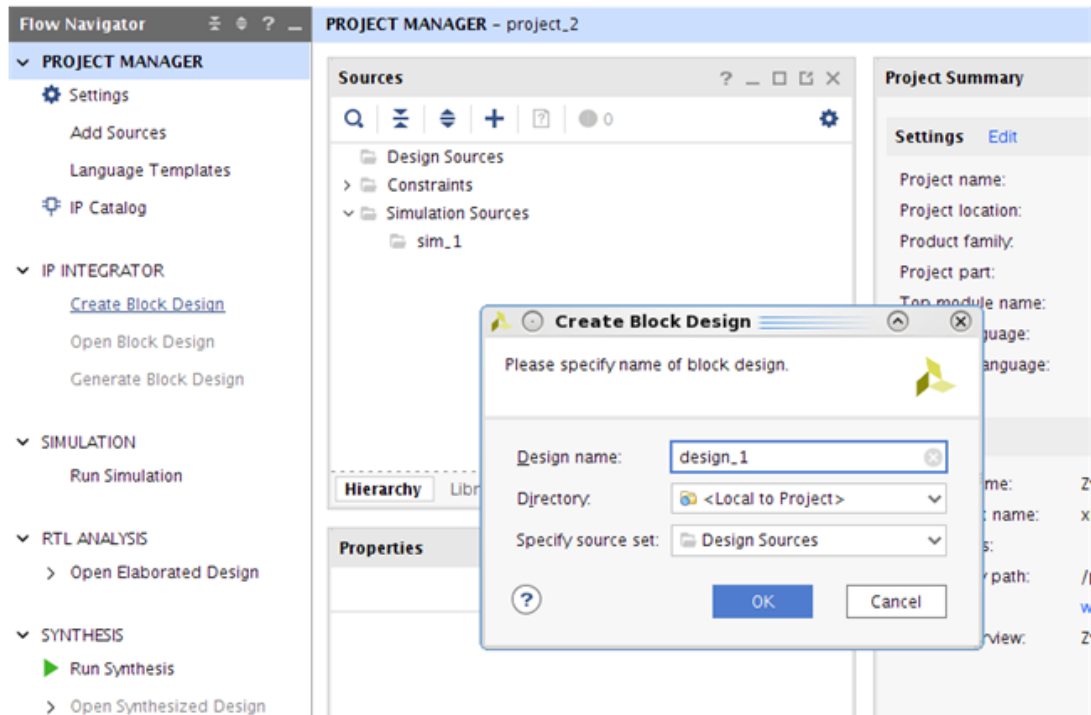 Flow Navigator
PROJECT MANAGER – project_2
PROJECT MANAGER
Settings
Add Sources
Language Templates
IP Catalog
IP INTEGRATOR
Create Block Design
Open Block Design
Generate Block Design
SIMULATION
Run Simulation
RTL ANALYSIS
Open Elaborated Design
SYNTHESIS
Run Synthesis
Open Synthesized Design
Sources
0
Design Sources
Constraints
Simulation Sources
sim_1
Hierarchy
Properties
Project Summary
Settings Edit
Project name:
Project location:
Product family:
Project part:
Top module name:
name:
path:
Create Block Design
Please specify name of block design.
Design name: design_1
Directory: <Local to Project>
Specify source set: Design Sources
? OK Cancel